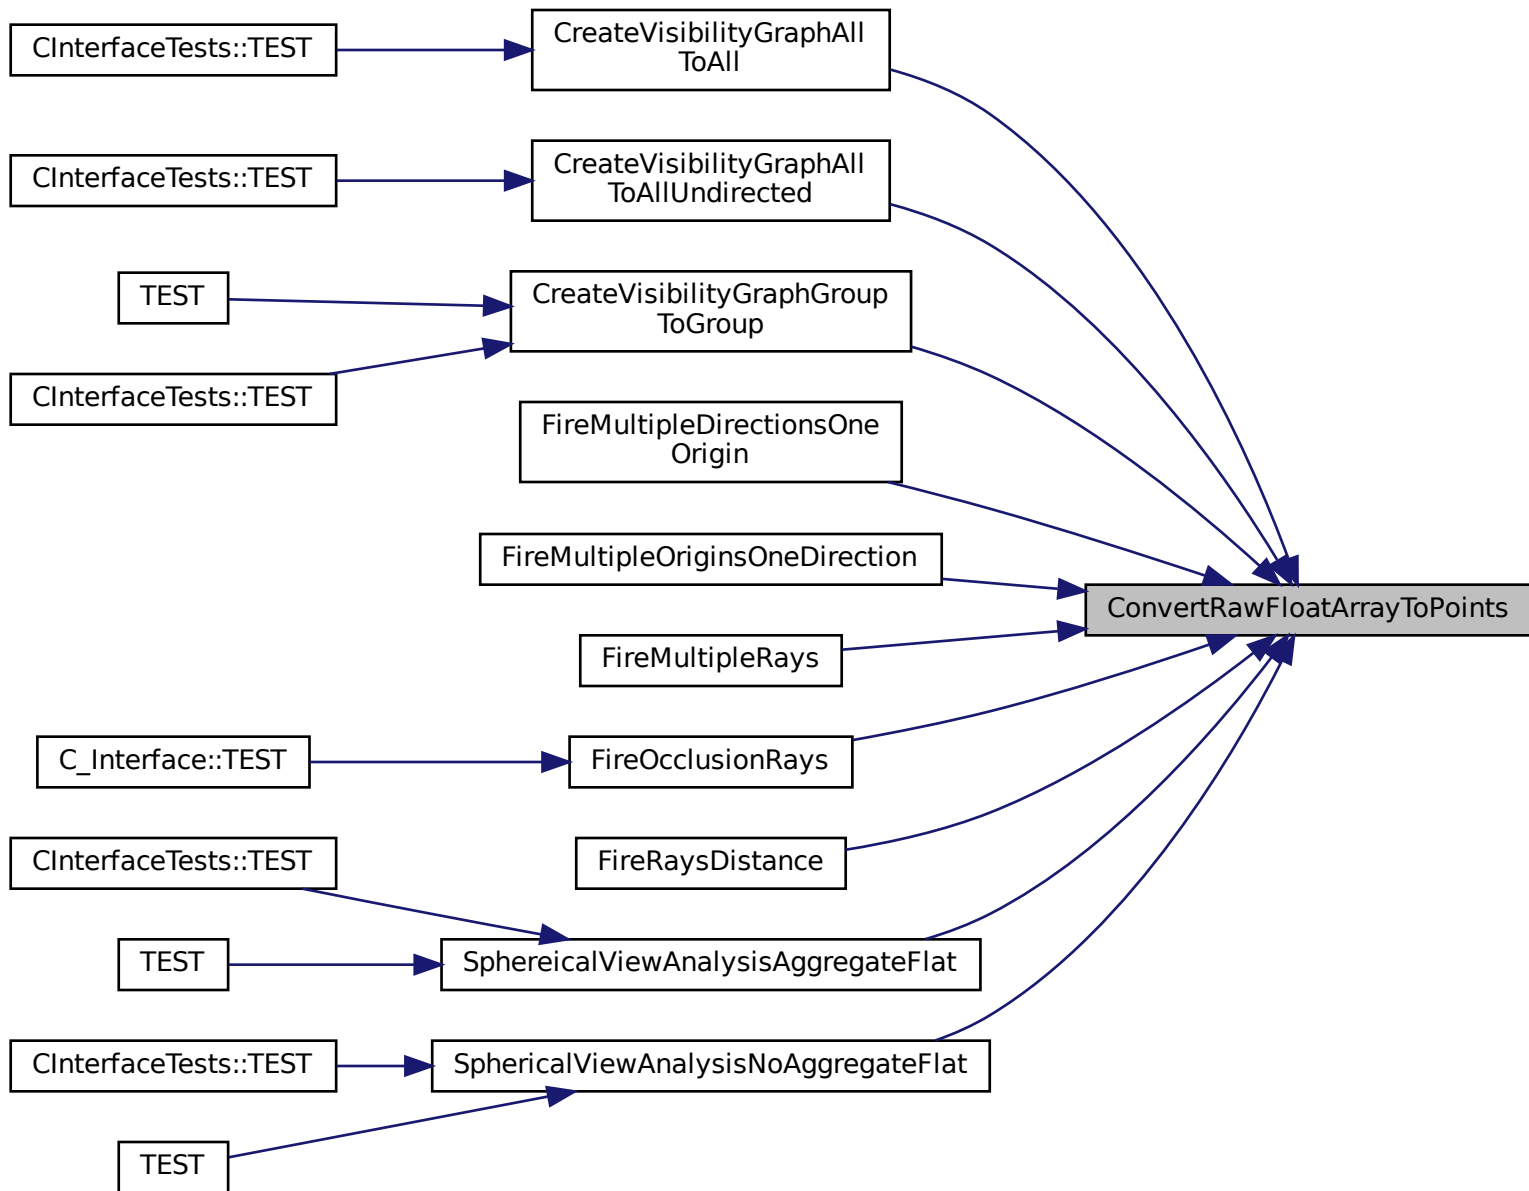 CInterfaceTests::TEST
CreateVisibilityGraphAll
ToAll
CInterfaceTests::TEST
CreateVisibilityGraphAll
ToAllUndirected
TEST
CreateVisibilityGraphGroup
ToGroup
CInterfaceTests::TEST
FireMultipleDirectionsOne
Origin
FireMultipleOriginsOneDirection
ConvertRawFloatArrayToPoints
FireMultipleRays
C_Interface::TEST
FireOcclusionRays
CInterfaceTests::TEST
FireRaysDistance
TEST
SphereicalViewAnalysisAggregateFlat
CInterfaceTests::TEST
SphericalViewAnalysisNoAggregateFlat
TEST